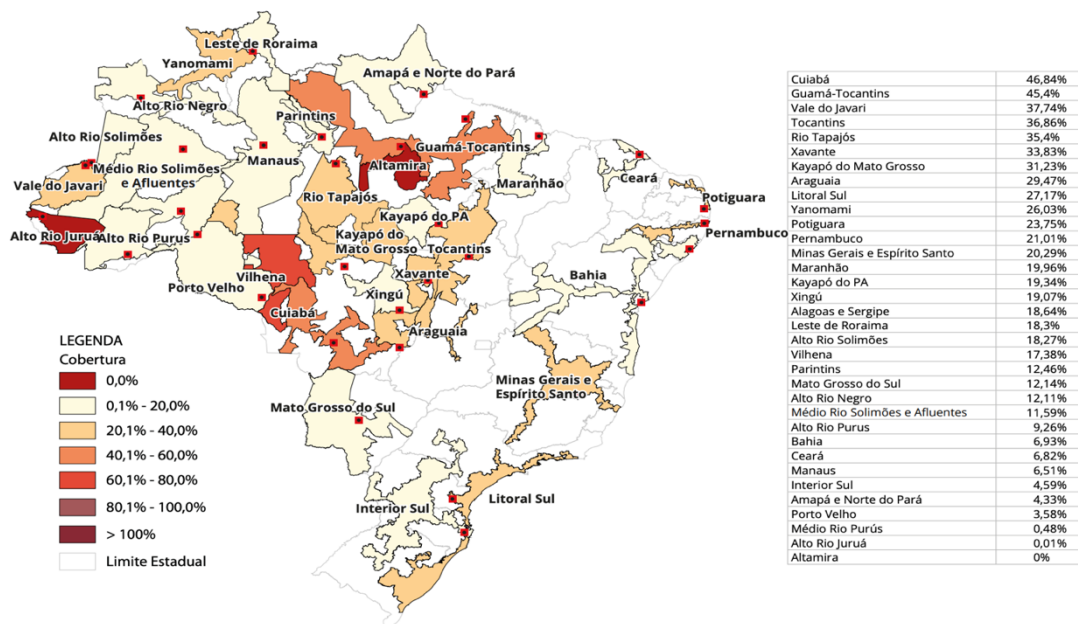 Leste de Roraima
Yanomami
Amapá e Norte do Pará
Alto Rio Negro
Parintins
Alto Rio Solimões
Manaus
Guamá-Tocantins
Altamira
Médio Rio Solimões
e Afluentes
Vale do Javari
Maranhão
Ceará
Rio Tapajós
Potiguara
Kayapó do PA
Pernambuco
Alto Rio Juruá
Alto Rio Purus
Kayapó do
Mato Grosso
Tocantins
Vilhena
Xavante
Bahia
Porto Velho
Xingú
Cuiabá
Araguaia
Minas Gerais e
Espírito Santo
Mato Grosso do Sul
Litoral Sul
Interior Sul
LEGENDA
Cobertura
0,0%
0,1% - 20,0%
20,1% - 40,0%
40,1% - 60,0%
60,1% - 80,0%
80,1% - 100,0%
> 100%
Limite Estadual
Cuiabá 46,84%
Guamá-Tocantins 45,4%
Vale do Javari 37,74%
Tocantins 36,86%
Rio Tapajós 35,4%
Xavante 33,83%
Kayapó do Mato Grosso 31,23%
Araguaia 29,47%
Litoral Sul 27,17%
Yanomami 26,03%
Potiguara 23,75%
Pernambuco 21,01%
Minas Gerais e Espírito Santo 20,29%
Maranhão 19,96%
Kayapó do PA 19,34%
Xingú 19,07%
Alagoas e Sergipe 18,64%
Leste de Roraima 18,3%
Alto Rio Solimões 18,27%
Vilhena 17,38%
Parintins 12,46%
Mato Grosso do Sul 12,14%
Alto Rio Negro 12,11%
Médio Rio Solimões e Afluentes 11,59%
Alto Rio Purus 9,26%
Bahia 6,93%
Ceará 6,82%
Manaus 6,51%
Interior Sul 4,59%
Amapá e Norte do Pará 4,33%
Porto Velho 3,58%
Médio Rio Purús 0,48%
Alto Rio Juruá 0,01%
Altamira 0%